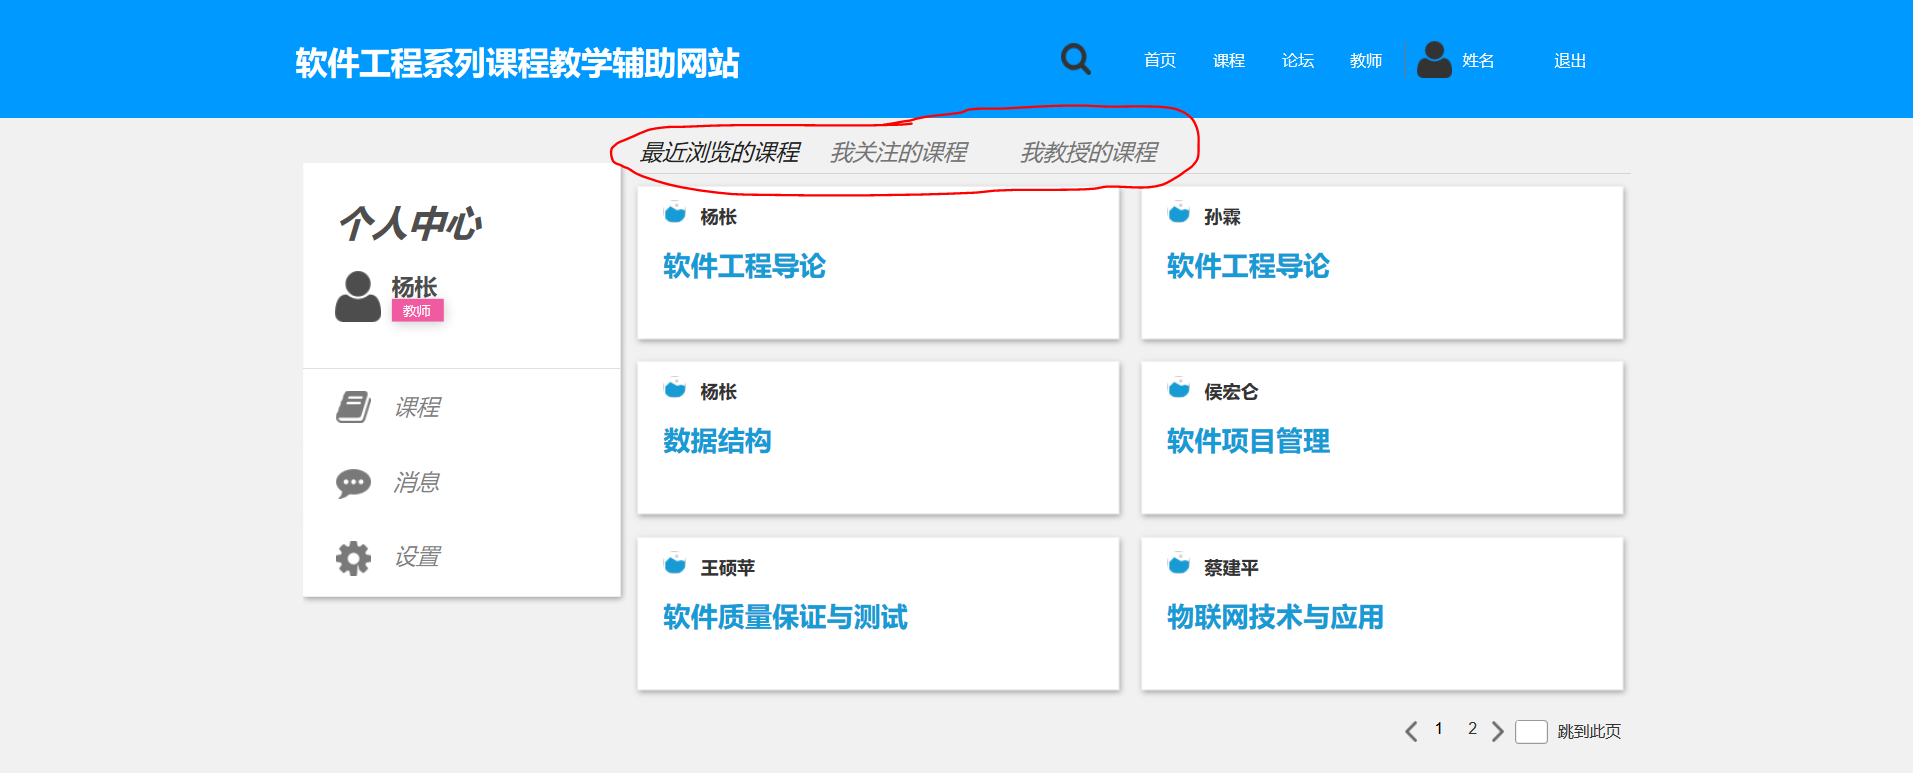 软件工程系列课程教学辅助网站
首页 课程 论坛 教师 姓名 退出
最近浏览的课程 我关注的课程 我教授的课程
个人中心
杨枨
教师
课程
消息
设置
杨枨
软件工程导论
孙霖
软件工程导论
杨枨
数据结构
侯宏仑
软件项目管理
王硕苹
软件质量保证与测试
蔡建平
物联网技术与应用
1 2 跳到此页